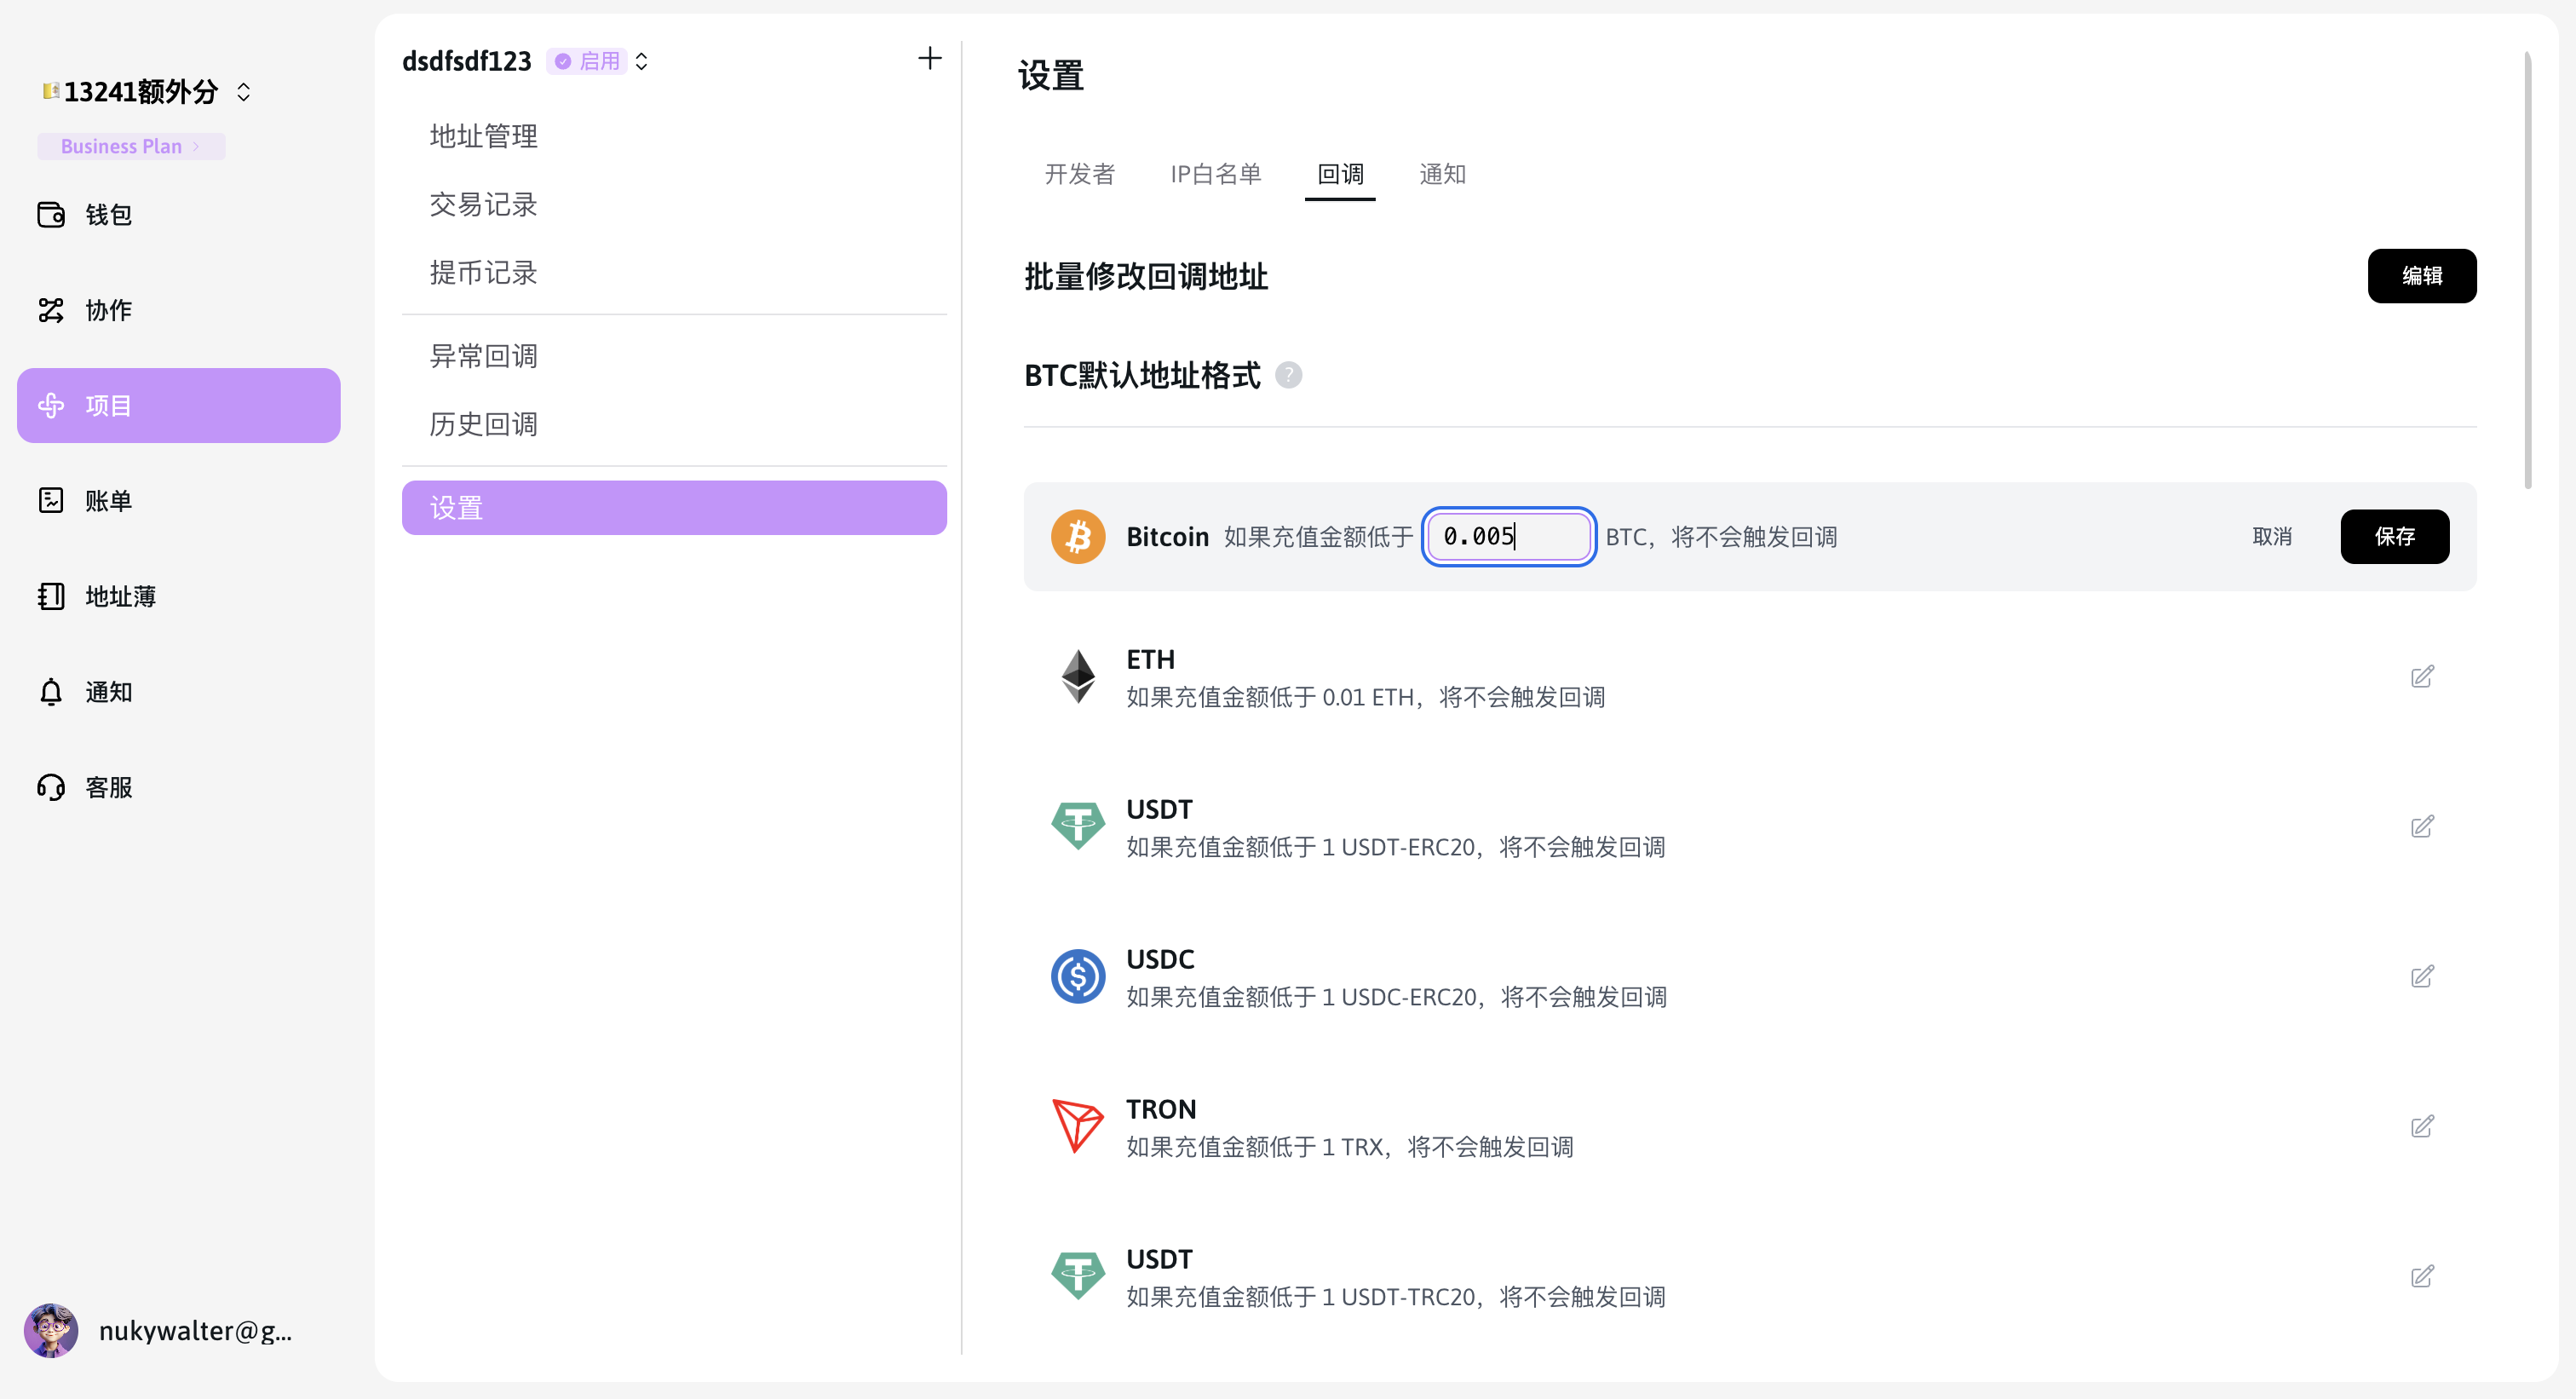 13241额外分
Business Plan
钱包
协作
项目
账单
地址薄
通知
客服
nukywalter@g...
dsdfsdf123 启用
地址管理
交易记录
提币记录
异常回调
历史回调
设置
设置
开发者 IP白名单 回调 通知
批量修改回调地址 编辑
BTC默认地址格式 ?
Bitcoin 如果充值金额低于 0.005 BTC，将不会触发回调 取消 保存
ETH
如果充值金额低于 0.01 ETH，将不会触发回调
USDT
如果充值金额低于 1 USDT-ERC20，将不会触发回调
USDC
如果充值金额低于 1 USDC-ERC20，将不会触发回调
TRON
如果充值金额低于 1 TRX，将不会触发回调
USDT
如果充值金额低于 1 USDT-TRC20，将不会触发回调